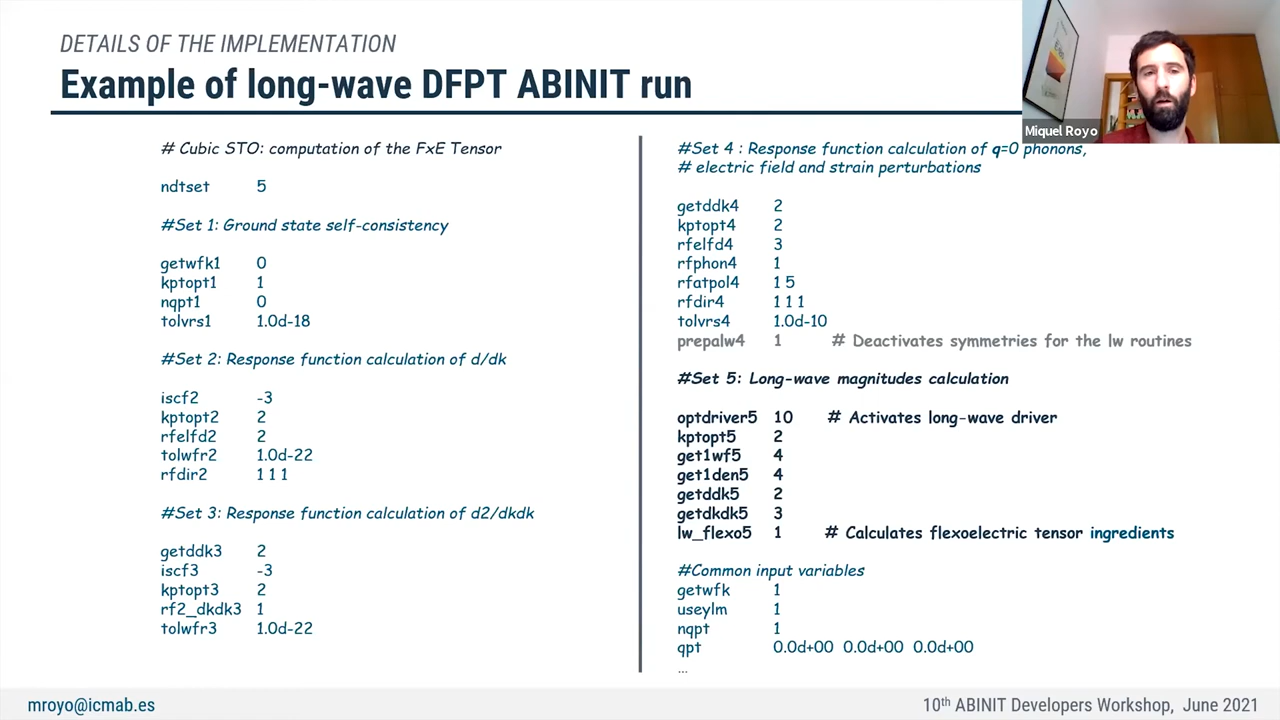 DETAILS OF THE IMPLEMENTATION
Example of long-wave DFPT ABINIT run
Miquel Royo
# Cubic STO: computation of the FxE Tensor
ndtset 5
#Set 1: Ground state self-consistency
getwfk1 0
kptopt1 1
nqpt1 0
tolvrs1 1.0d-18
#Set 2: Response function calculation of d/dk
iscf2 -3
kptopt2 2
rfelfd2 2
tolwfr2 1.0d-22
rfdir2 1 1 1
#Set 3: Response function calculation of d2/dkdk
getddk3 2
iscf3 -3
kptopt3 2
rf2_dkdk3 1
tolwfr3 1.0d-22
#Set 4 : Response function calculation of q=0 phonons,
# electric field and strain perturbations
getddk4 2
kptopt4 2
rfelfd4 3
rfphon4 1
rfatpol4 1 5
rfdir4 1 1 1
tolvrs4 1.0d-10
prepalw4 1 # Deactivates symmetries for the lw routines
#Set 5: Long-wave magnitudes calculation
optdriver5 10 # Activates long-wave driver
kptopt5 2
get1wf5 4
get1den5 4
getddk5 2
getdkdk5 3
lw_flexo5 1 # Calculates flexoelectric tensor ingredients
#Common input variables
getwfk 1
useylm 1
nqpt 1
qpt 0.0d+00 0.0d+00 0.0d+00
...
mroyo@icmab.es
10th ABINIT Developers Workshop, June 2021